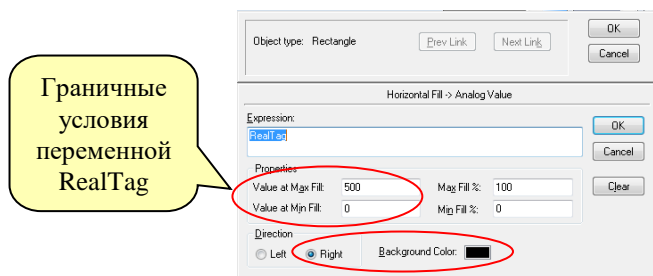 Object type: Rectangle Prev Link Next Link OK
Cancel
Граничные
условия
переменной
RealTag
Horizontal Fill -> Analog Value
Expression:
RealTag
OK
Cancel
Clear
Properties
Value at Max Fill: 500 Max Fill %: 100
Value at Min Fill: 0 Min Fill %: 0
Direction
Left Right Background Color: